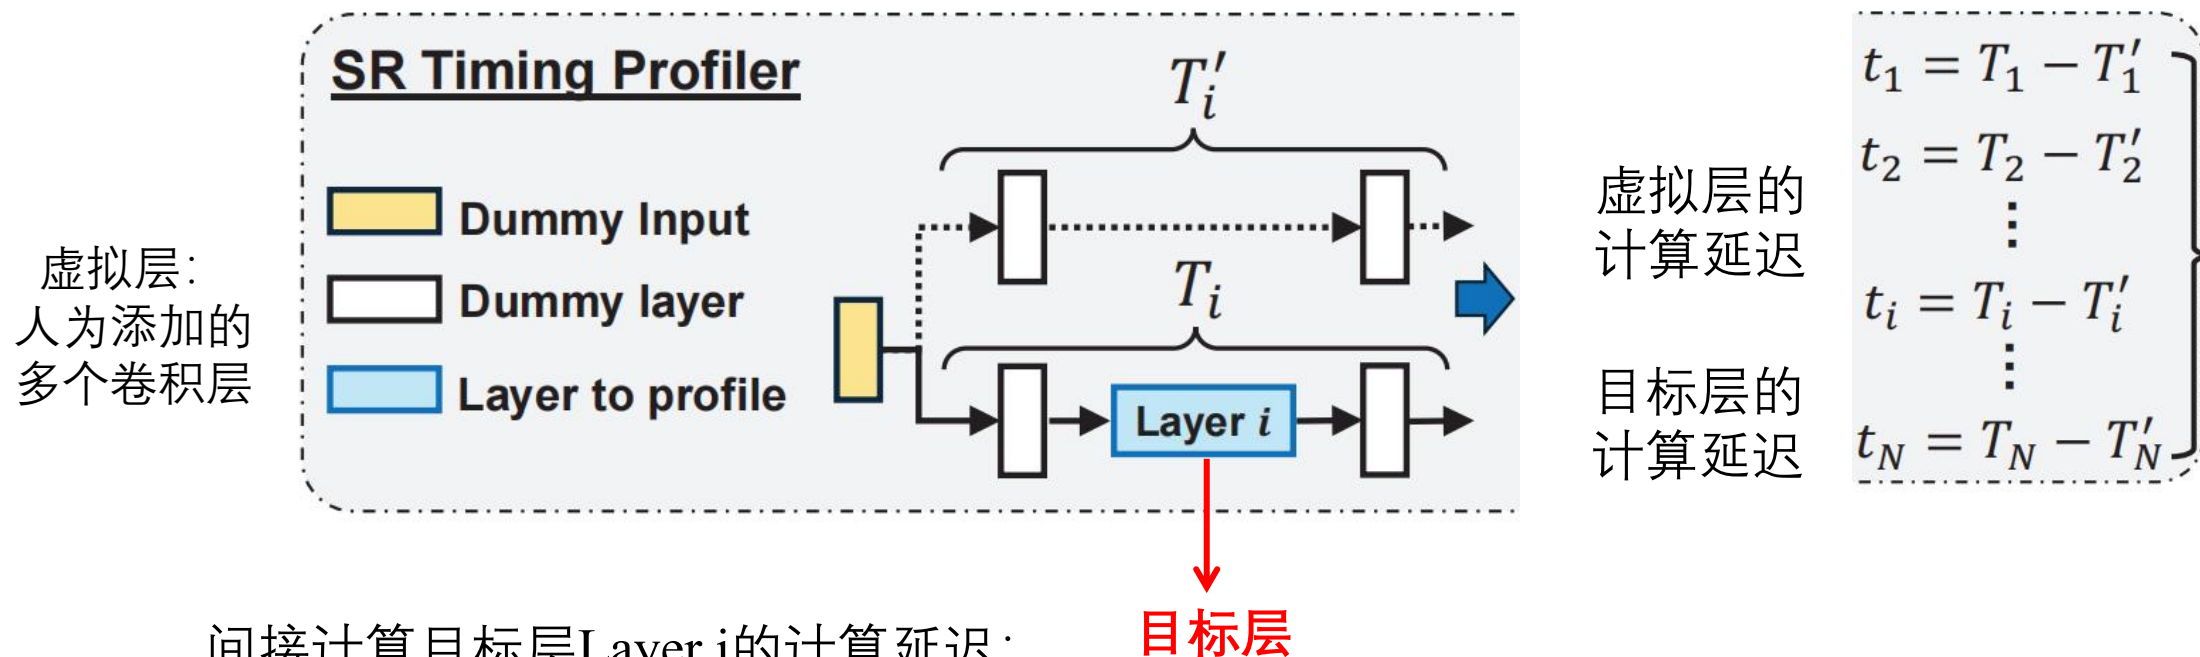 SR Timing Profiler
Dummy Input
Dummy layer
Layer to profile
虚拟层：
人为添加的
多个卷积层
T′ᵢ
Tᵢ
Layer i
目标层
虚拟层的
计算延迟
目标层的
计算延迟
t₁ = T₁ − T′₁
t₂ = T₂ − T′₂
⋮
tᵢ = Tᵢ − T′ᵢ
⋮
t_N = T_N − T′_N
间接计算目标层Layer i的计算延迟：